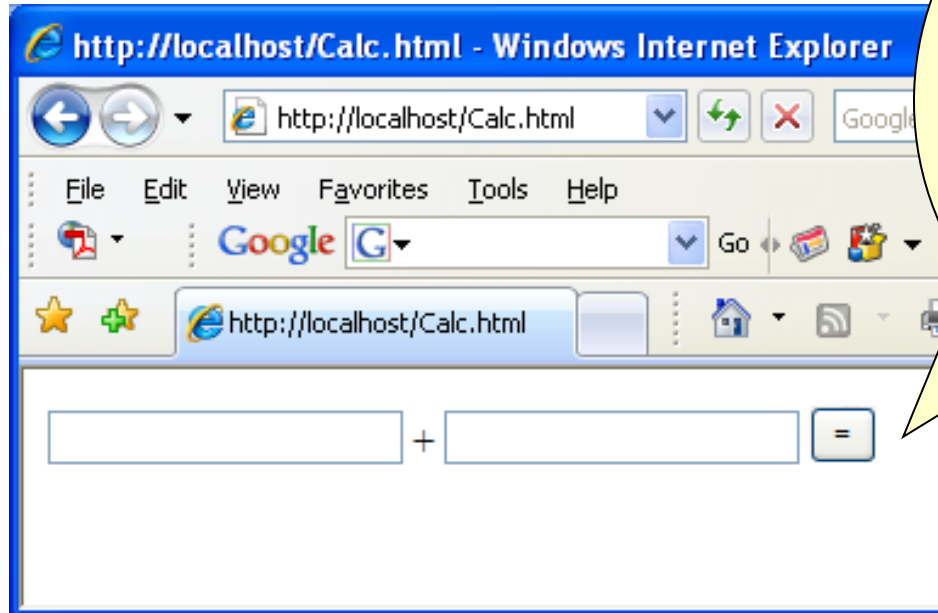 http://localhost/Calc.html - Windows Internet Explorer
http://localhost/Calc.html
Google
File Edit View Favorites Tools Help
Google G Go
http://localhost/Calc.html
+ =